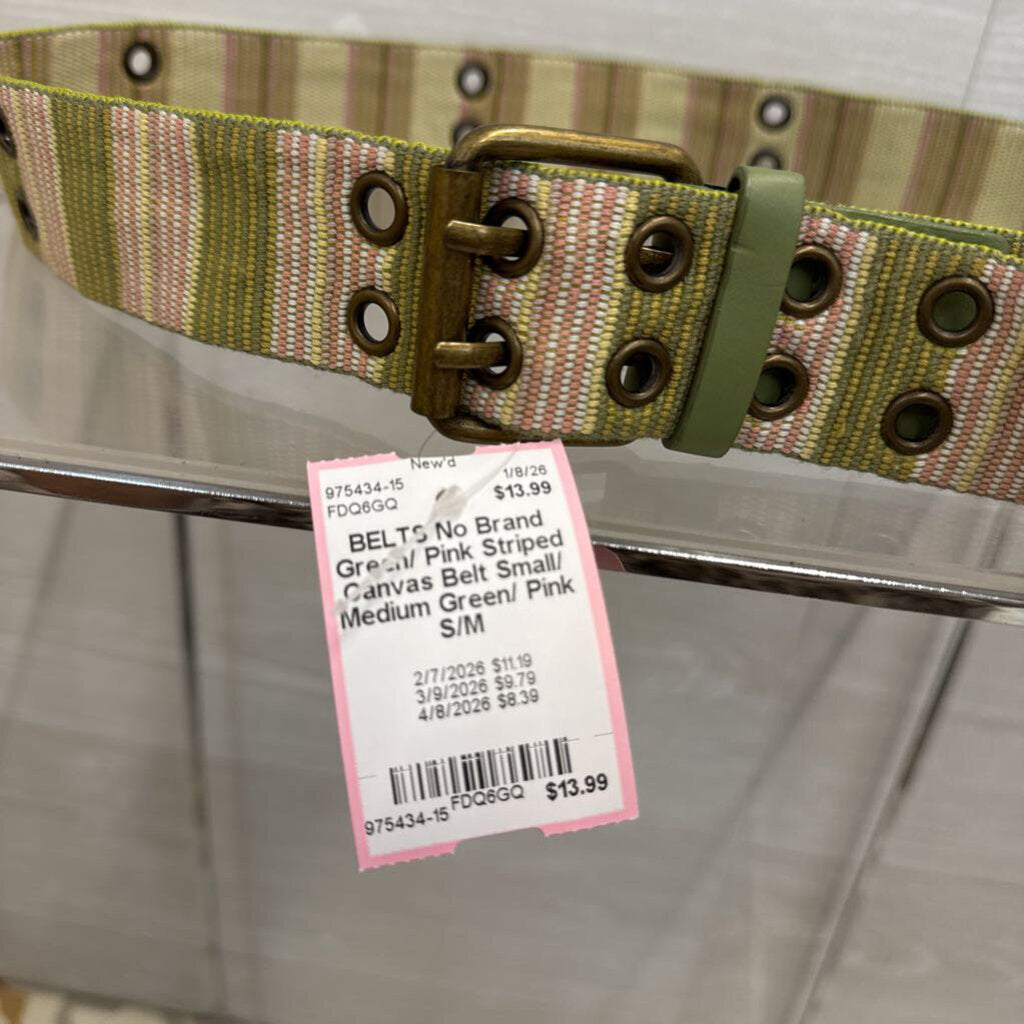 New'd
975434-15 1/8/26
FDQ6GQ $13.99
BELTS No Brand
Green/ Pink Striped
Canvas Belt Small/
Medium Green/ Pink
S/M
2/7/2026 $11.19
3/9/2026 $9.79
4/8/2026 $8.39
975434-15 FDQ6GQ $13.99